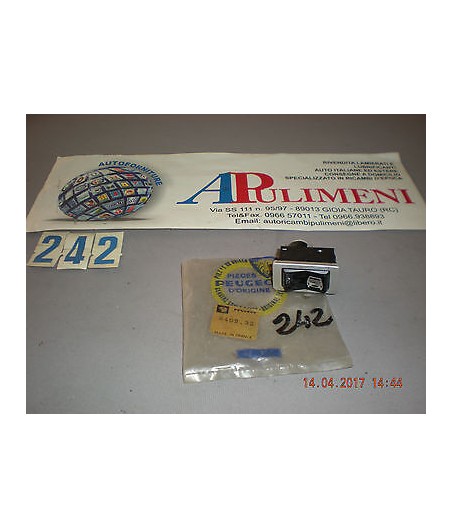 AUTOFORNITURE
RIVENDITA LAMIERATI E
LUBRIFICANTI
AUTO ITALIANE ED ESTERE
CONSEGNE A DOMICILIO
SPECIALIZZATO IN RICAMBI D'EPOCA
APULIMENI
Via SS 111 n. 95/97 - 89013 GIOIA TAURO (RC)
Tel&Fax. 0966 57011 - Tel 0966.938893
Email: autoricambipulimeni@libero.it
242
PIECES
PEUGEOT
D'ORIGINE
MADE IN FRANCE
242
14.04.2017 14:44